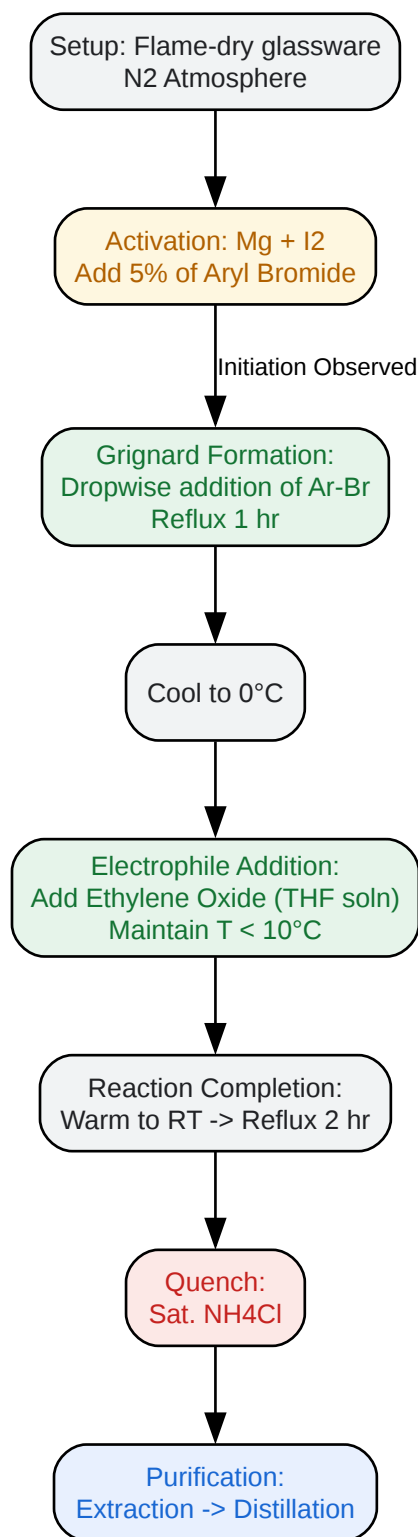 Setup: Flame-dry glassware
N2 Atmosphere
Activation: Mg + I2
Add 5% of Aryl Bromide
Initiation Observed
Grignard Formation:
Dropwise addition of Ar-Br
Reflux 1 hr
Cool to 0°C
Electrophile Addition:
Add Ethylene Oxide (THF soln)
Maintain T < 10°C
Reaction Completion:
Warm to RT -> Reflux 2 hr
Quench:
Sat. NH4Cl
Purification:
Extraction -> Distillation